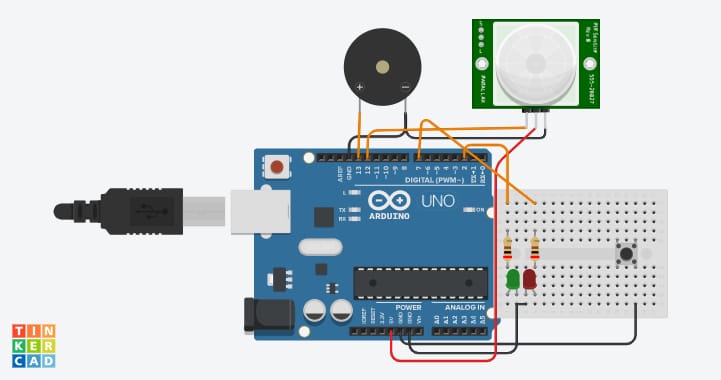 PIR Sensor
Rev B
PARALLAX
555-28027
AREF
GND
13
12
~11
~10
~9
8
7
~6
~5
4
~3
2
TX→1
RX←0
DIGITAL (PWM~)
L
TX
RX
ARDUINO
UNO
ON
POWER
ANALOG IN
IOREF
RESET
3.3V
5V
GND
GND
Vin
A0
A1
A2
A3
A4
A5
TIN
KER
CAD